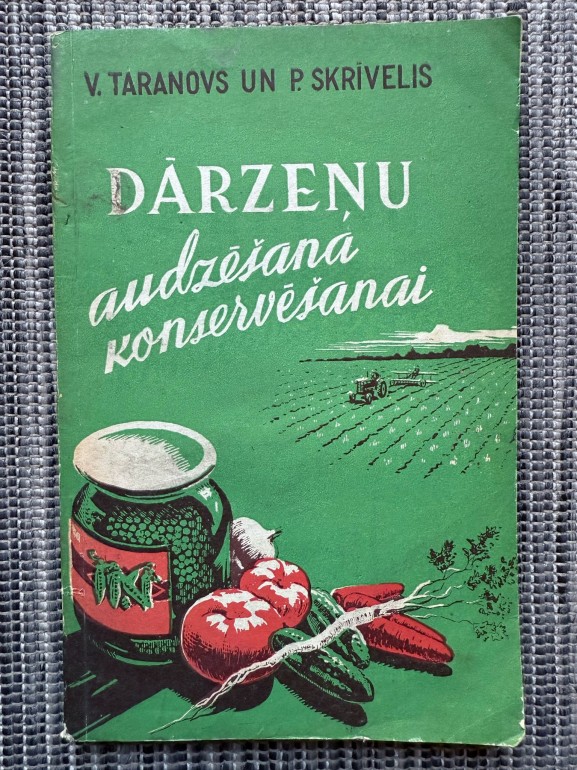 V. TARANOVS UN P. SKRĪVELIS
DĀRZEŅU
audzēšana
konservēšanai